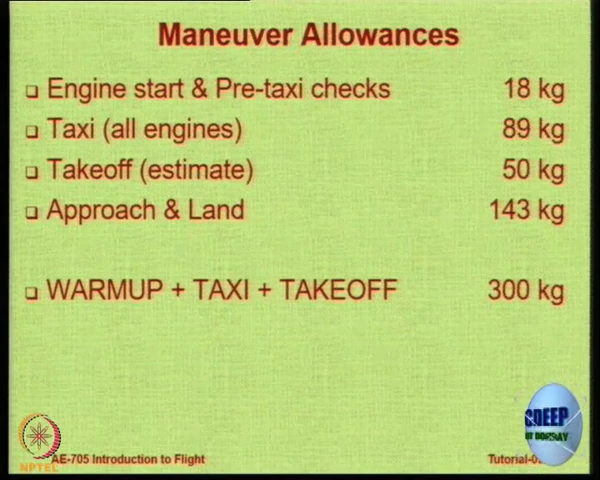 Maneuver Allowances
❑ Engine start & Pre-taxi checks 18 kg
❑ Taxi (all engines) 89 kg
❑ Takeoff (estimate) 50 kg
❑ Approach & Land 143 kg
❑ WARMUP + TAXI + TAKEOFF 300 kg
NPTEL
AE-705 Introduction to Flight